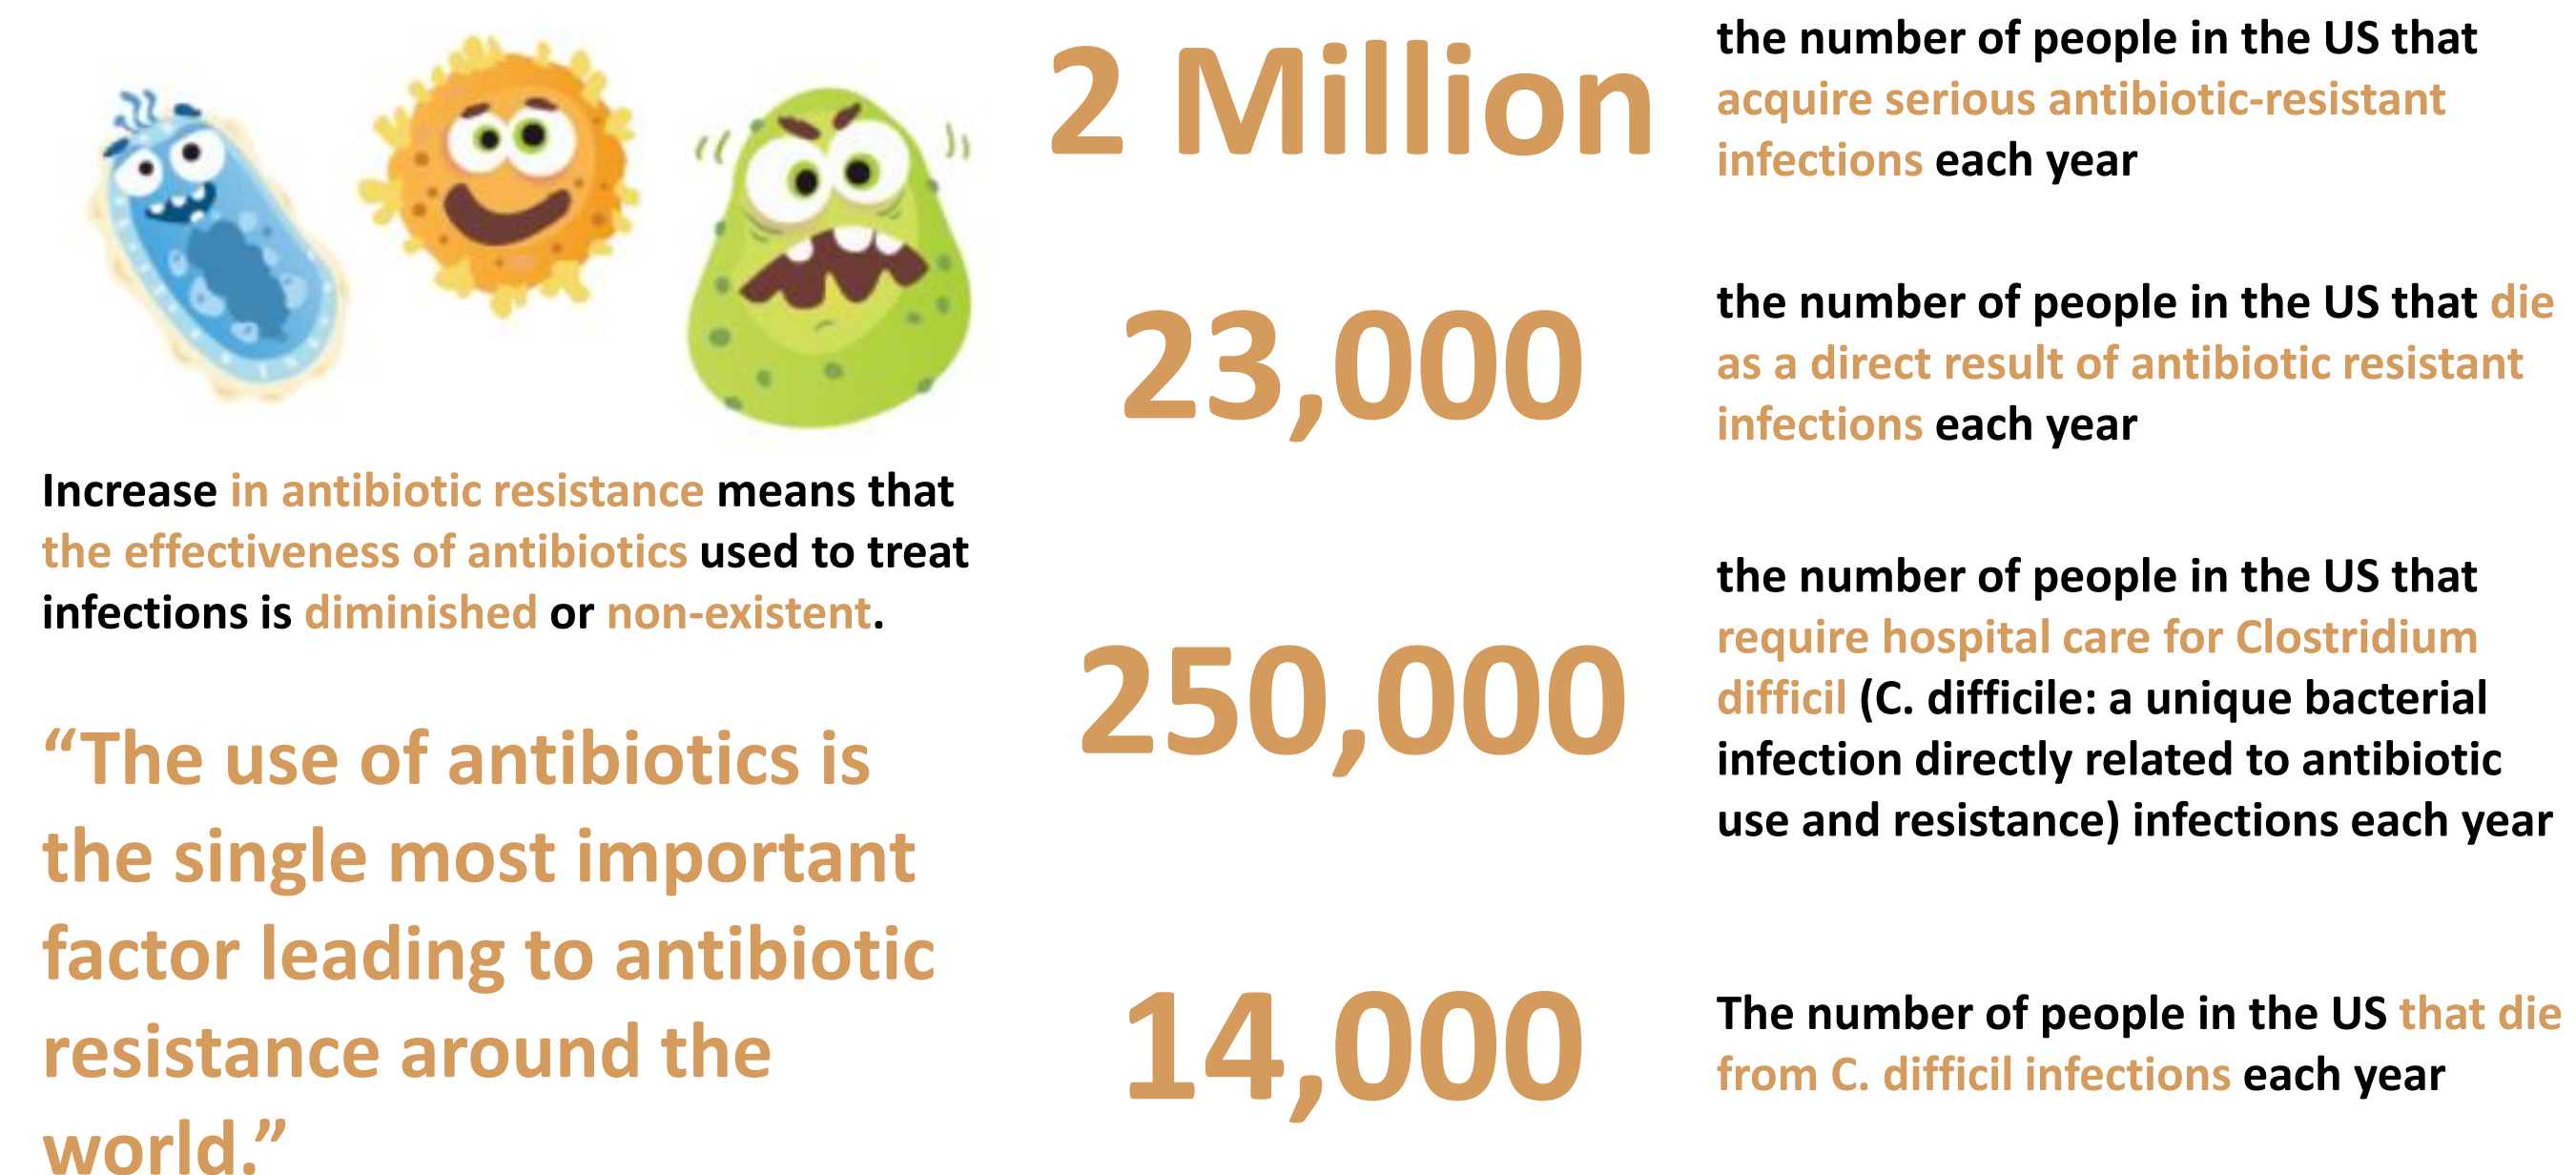 Increase in antibiotic resistance means that
the effectiveness of antibiotics used to treat
infections is diminished or non-existent.
“The use of antibiotics is
the single most important
factor leading to antibiotic
resistance around the
world.”
2 Million
the number of people in the US that
acquire serious antibiotic-resistant
infections each year
23,000
the number of people in the US that die
as a direct result of antibiotic resistant
infections each year
250,000
the number of people in the US that
require hospital care for Clostridium
difficil (C. difficile: a unique bacterial
infection directly related to antibiotic
use and resistance) infections each year
14,000
The number of people in the US that die
from C. difficil infections each year